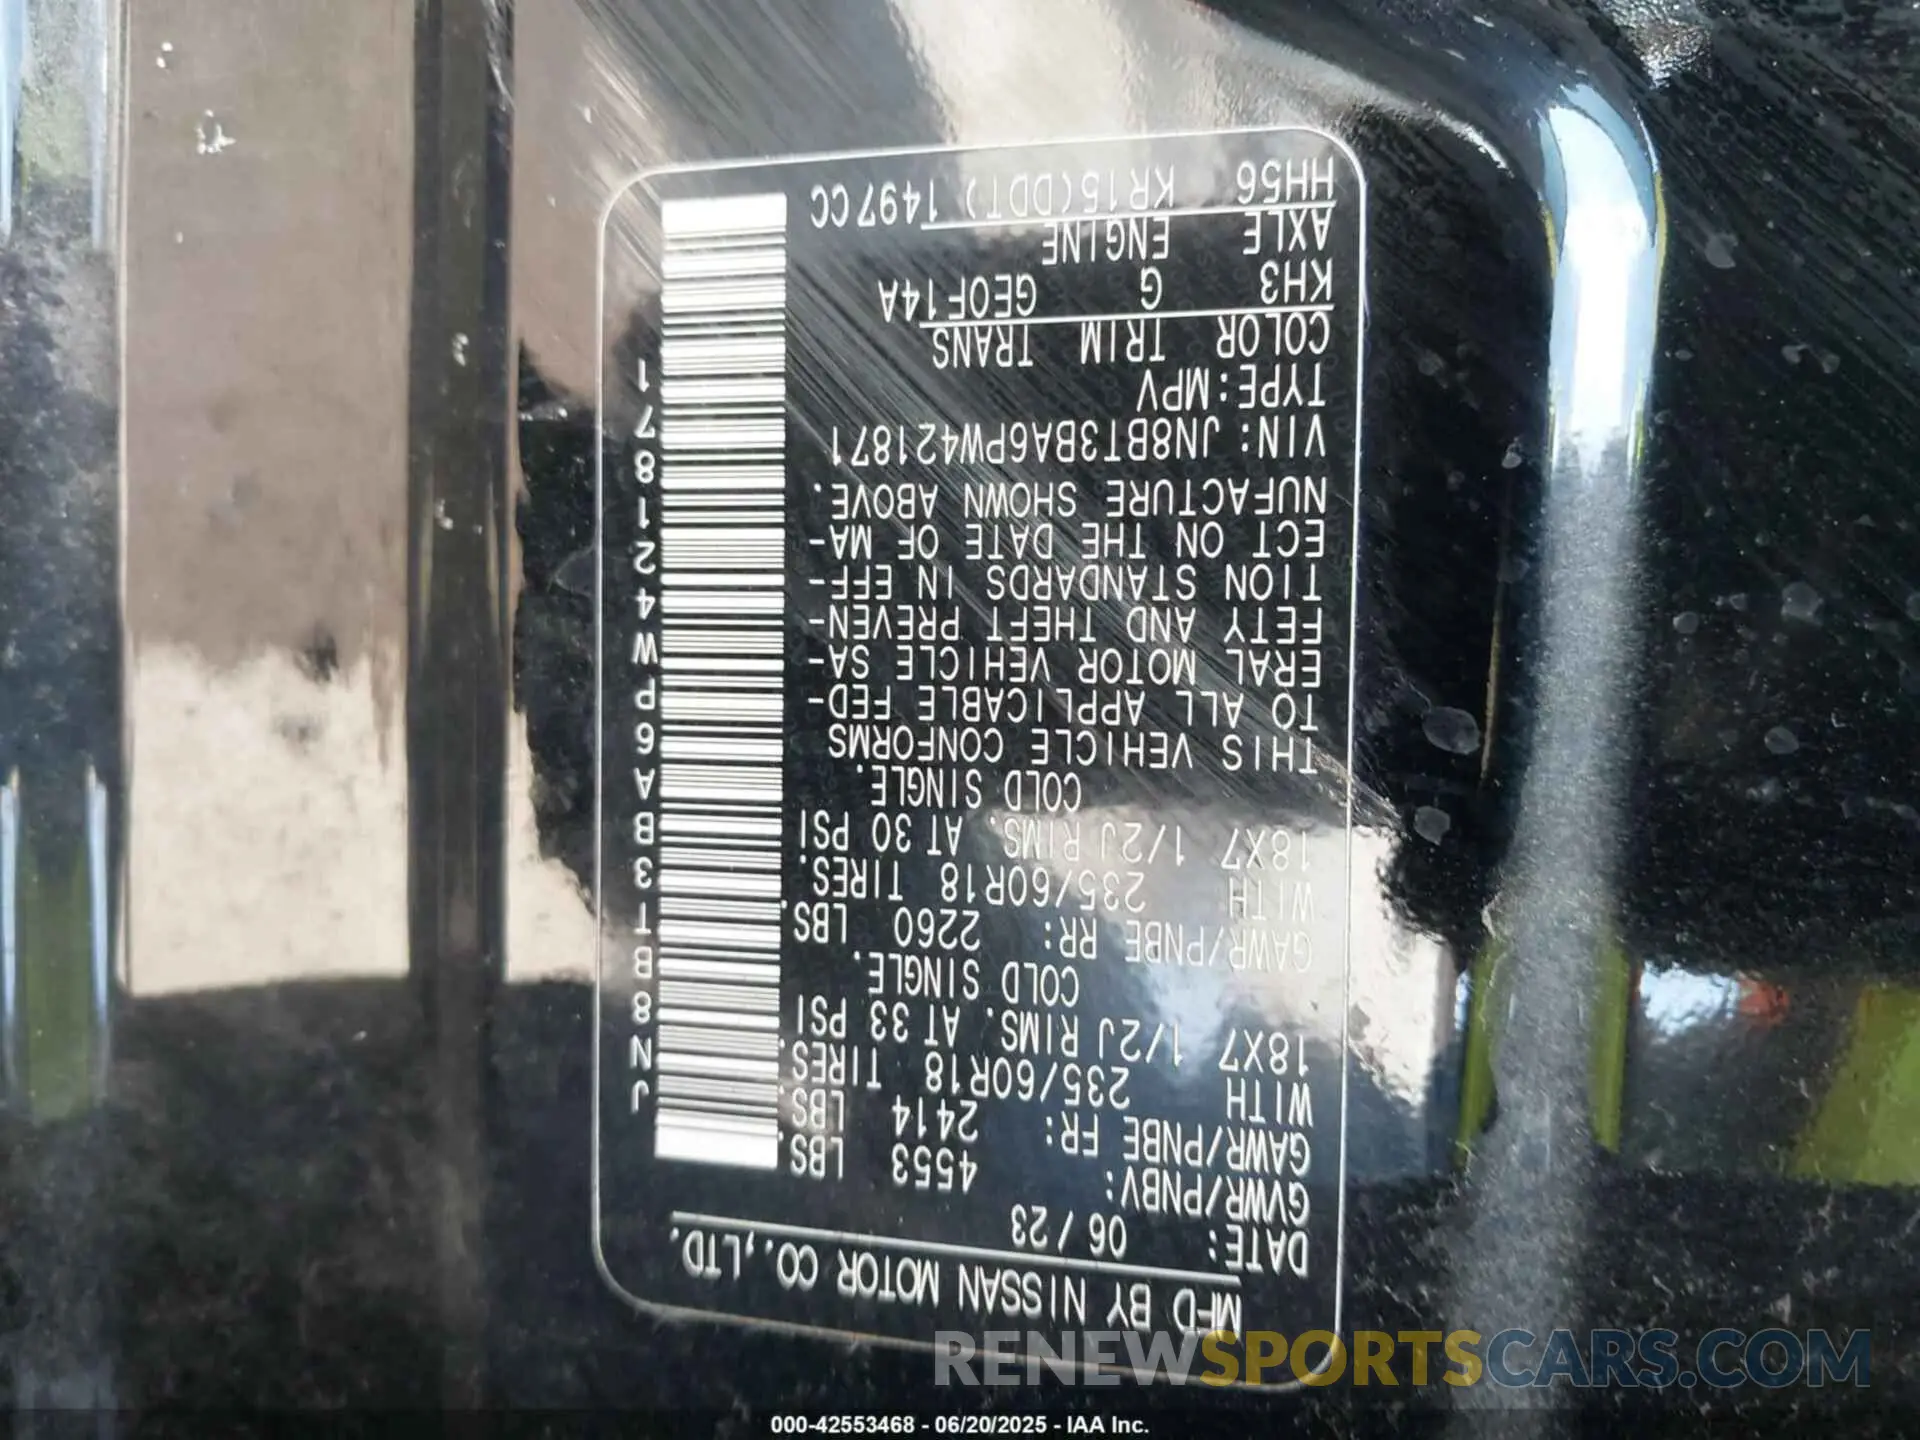 MFD BY NISSAN MOTOR CO.,LTD.
DATE: 06/23
GVWR/PNBV: 4553 LBS.
GAWR/PNBE FR: 2414 LBS.
WITH 235/60R18 TIRES.
18X7 1/2J RIMS. AT 33 PSI
COLD SINGLE.
GAWR/PNBE RR: 2260 LBS.
WITH 235/60R18 TIRES.
18X7 1/2J RIMS. AT 30 PSI
COLD SINGLE.
THIS VEHICLE CONFORMS
TO ALL APPLICABLE FED-
ERAL MOTOR VEHICLE SA-
FETY AND THEFT PREVEN-
TION STANDARDS IN EFF-
ECT ON THE DATE OF MA-
NUFACTURE SHOWN ABOVE.
VIN: JN8BT3BA6PW421871
TYPE:MPV
COLOR TRIM TRANS
KH3 G GEOF14A
AXLE ENGINE
HH56 KR15(DDT) 1497CC
JN8BT3BA6PW421871
RENEWSPORTSCARS.COM
000-42553468 - 06/20/2025 - IAA Inc.